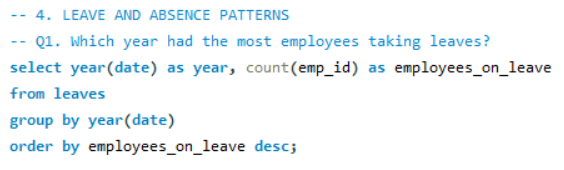 -- 4. LEAVE AND ABSENCE PATTERNS
-- Q1. Which year had the most employees taking leaves?
select year(date) as year, count(emp_id) as employees_on_leave
from leaves
group by year(date)
order by employees_on_leave desc;